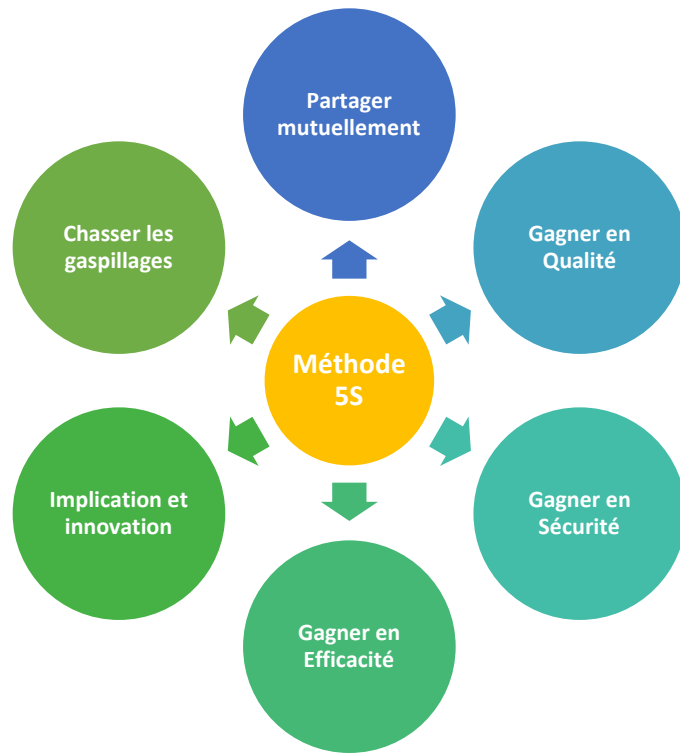 Partager
mutuellement
Gagner en
Qualité
Gagner en
Sécurité
Gagner en
Efficacité
Implication et
innovation
Chasser les
gaspillages
Méthode
5S